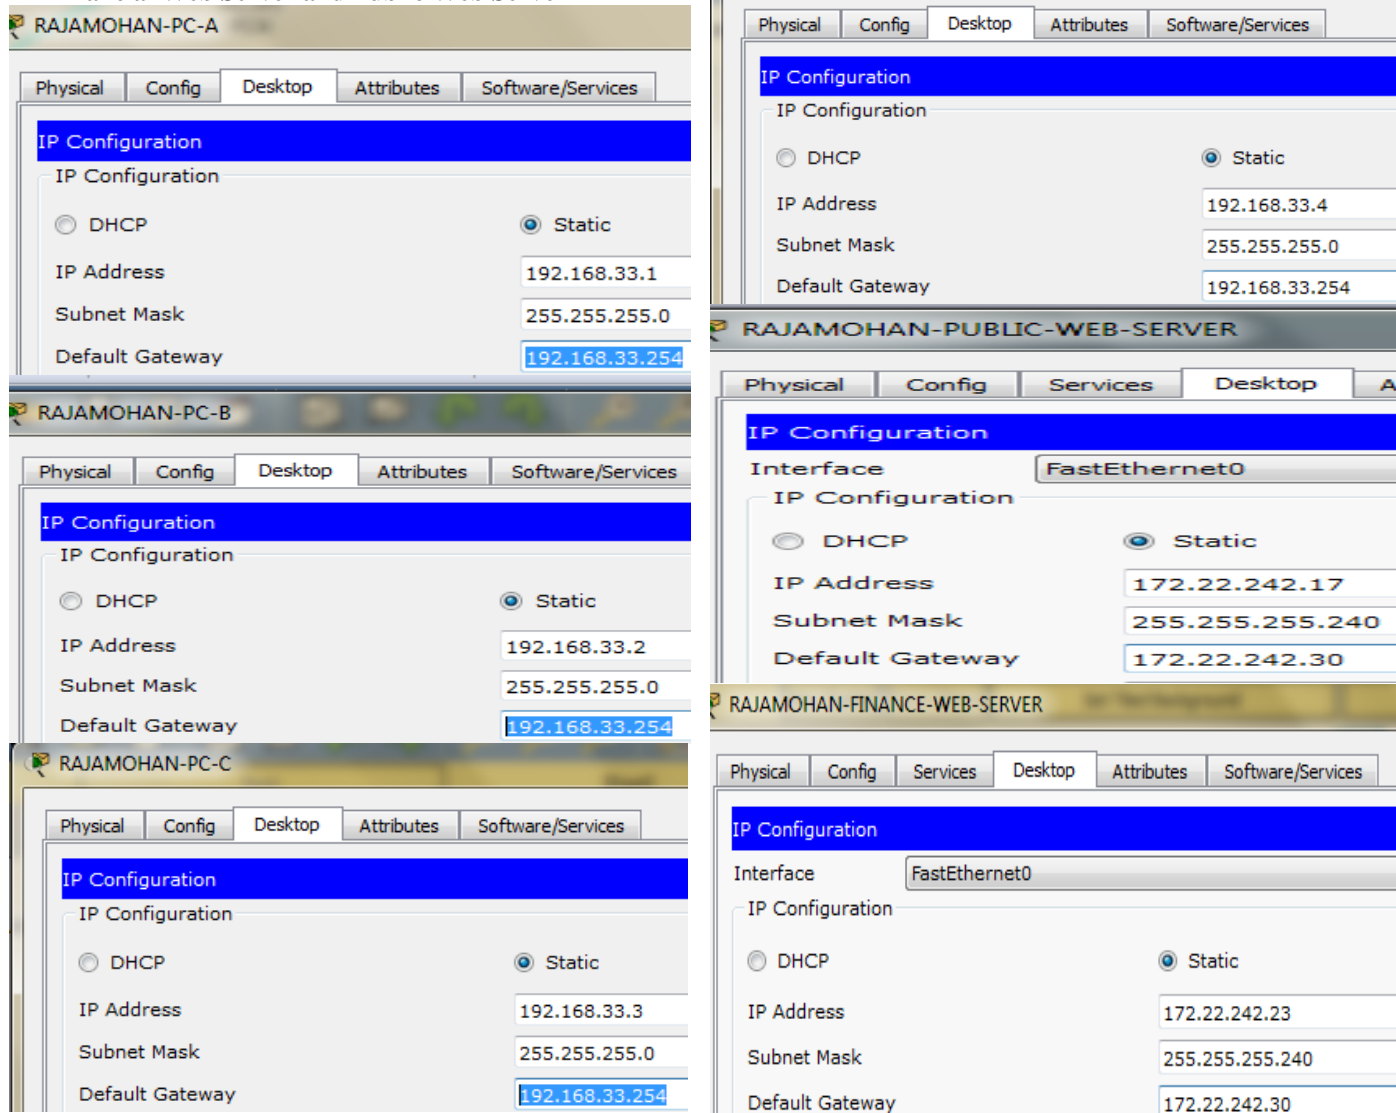 RAJAMOHAN-PC-A
Physical Config Desktop Attributes Software/Services
IP Configuration
IP Configuration
DHCP Static
IP Address 192.168.33.1
Subnet Mask 255.255.255.0
Default Gateway 192.168.33.254
RAJAMOHAN-PC-B
Physical Config Desktop Attributes Software/Services
IP Configuration
IP Configuration
DHCP Static
IP Address 192.168.33.2
Subnet Mask 255.255.255.0
Default Gateway 192.168.33.254
RAJAMOHAN-PC-C
Physical Config Desktop Attributes Software/Services
IP Configuration
IP Configuration
DHCP Static
IP Address 192.168.33.3
Subnet Mask 255.255.255.0
Default Gateway 192.168.33.254
Physical Config Desktop Attributes Software/Services
IP Configuration
IP Configuration
DHCP Static
IP Address 192.168.33.4
Subnet Mask 255.255.255.0
Default Gateway 192.168.33.254
RAJAMOHAN-PUBLIC-WEB-SERVER
Physical Config Services Desktop A
IP Configuration
Interface FastEthernet0
IP Configuration
DHCP Static
IP Address 172.22.242.17
Subnet Mask 255.255.255.240
Default Gateway 172.22.242.30
RAJAMOHAN-FINANCE-WEB-SERVER
Physical Config Services Desktop Attributes Software/Services
IP Configuration
Interface FastEthernet0
IP Configuration
DHCP Static
IP Address 172.22.242.23
Subnet Mask 255.255.255.240
Default Gateway 172.22.242.30